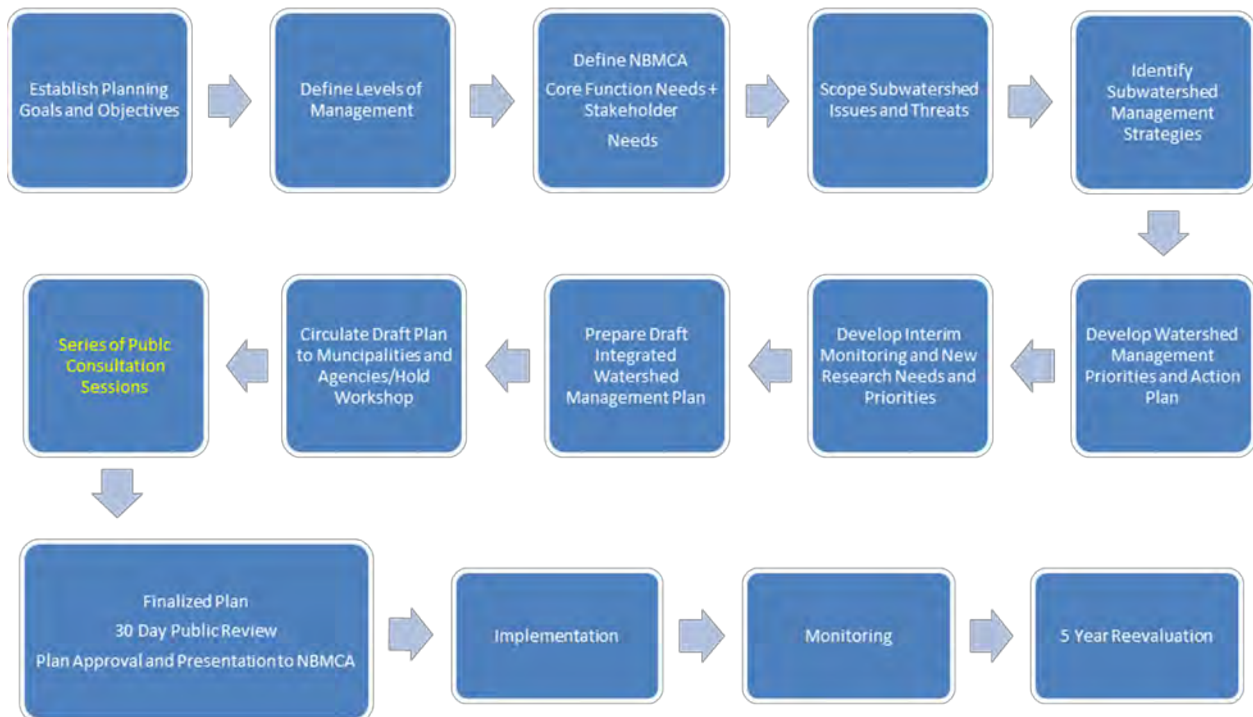 Establish Planning
Goals and Objectives
Define Levels of
Management
Define NBMCA
Core Function Needs +
Stakeholder
Needs
Scope Subwatershed
Issues and Threats
Identify
Subwatershed
Management
Strategies
Develop Watershed
Management
Priorities and Action
Plan
Develop Interim
Monitoring and New
Research Needs and
Priorities
Prepare Draft
Integrated
Watershed
Management Plan
Circulate Draft Plan
to Muncipalities and
Agencies/Hold
Workshop
Series of Publc
Consultation
Sessions
Finalized Plan
30 Day Public Review
Plan Approval and Presentation to NBMCA
Implementation
Monitoring
5 Year Reevaluation